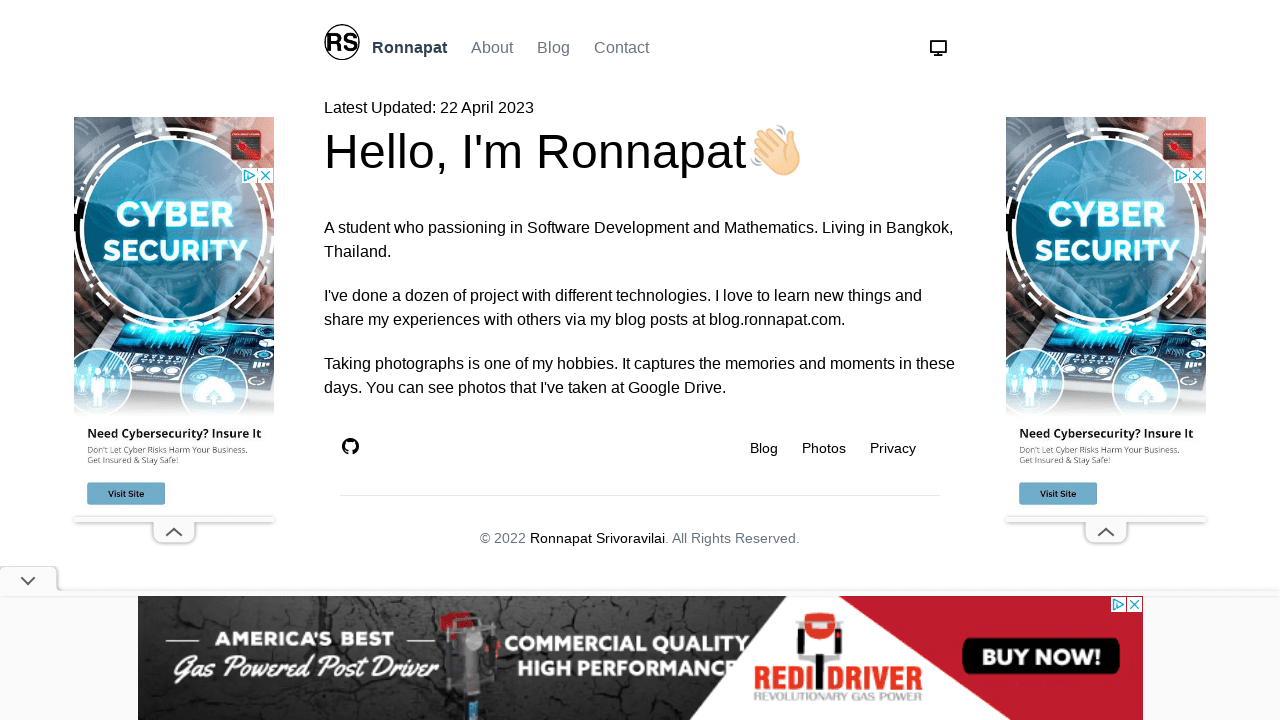 RS Ronnapat About Blog Contact
Latest Updated: 22 April 2023
Hello, I'm Ronnapat👋🏻
A student who passioning in Software Development and Mathematics. Living in Bangkok,
Thailand.
I've done a dozen of project with different technologies. I love to learn new things and
share my experiences with others via my blog posts at blog.ronnapat.com.
Taking photographs is one of my hobbies. It captures the memories and moments in these
days. You can see photos that I've taken at Google Drive.
Blog Photos Privacy
© 2022 Ronnapat Srivoravilai. All Rights Reserved.
CYBER
SECURITY
Need Cybersecurity? Insure It
Don't Let Cyber Risks Harm Your Business.
Get Insured & Stay Safe!
Visit Site
CYBER
SECURITY
Need Cybersecurity? Insure It
Don't Let Cyber Risks Harm Your Business.
Get Insured & Stay Safe!
Visit Site
AMERICA'S BEST
Gas Powered Post Driver
COMMERCIAL QUALITY
HIGH PERFORMANCE
REDI DRIVER
REVOLUTIONARY GAS POWER
BUY NOW!